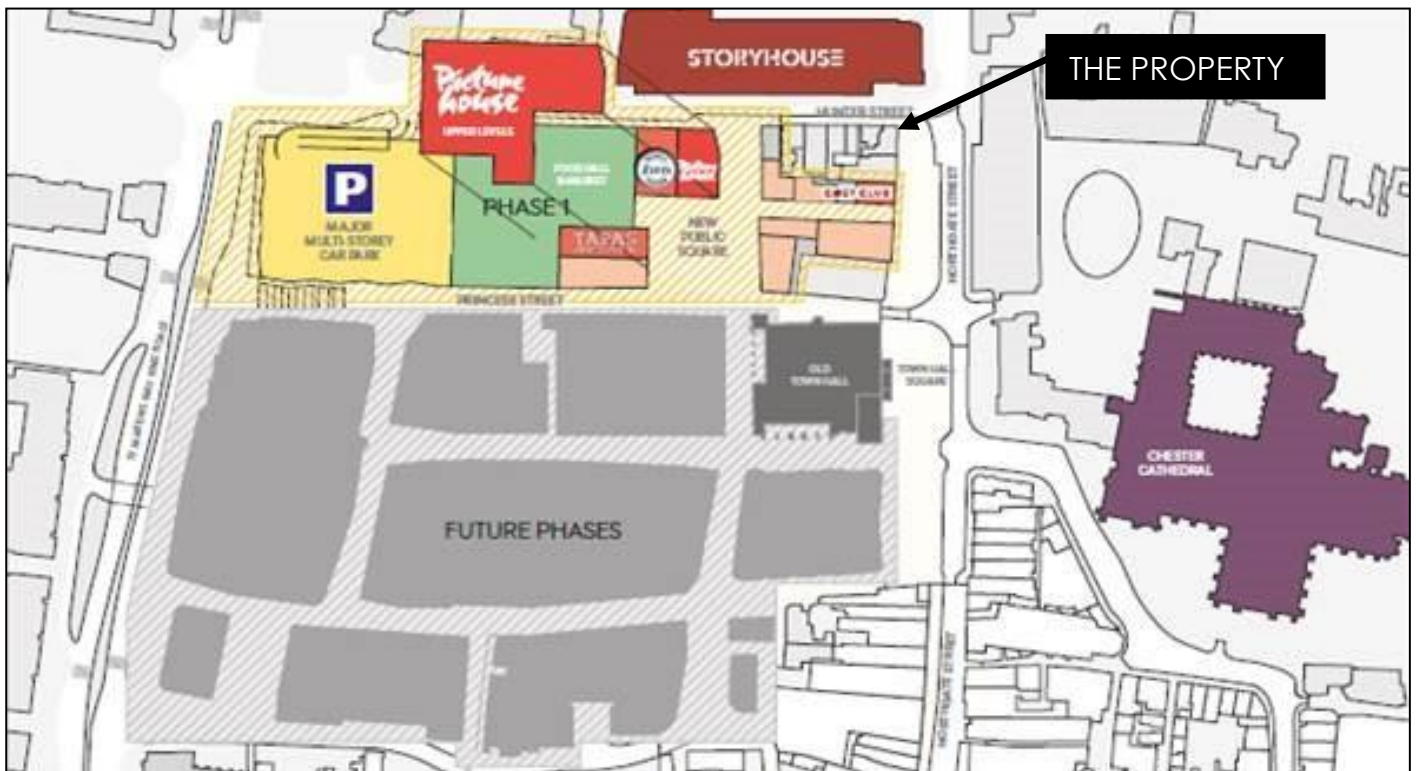 STORYHOUSE
THE PROPERTY
Picture
house
UPPER LEVELS
HUNTER STREET
P
MAJOR
MULTI-STOREY
CAR PARK
PHASE 1
FOOD HALL
TAPAS
NEW
PUBLIC
SQUARE
COSY CLUB
NORTHGATE STREET
PRINCESS STREET
OLD
TOWN HALL
TOWN HALL
SQUARE
CHESTER
CATHEDRAL
FUTURE PHASES
NORTHGATE STREET